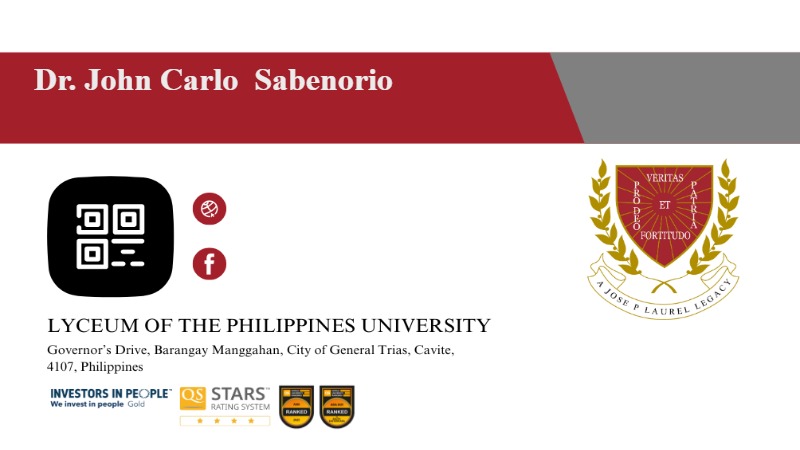 Dr. John Carlo  Sabenorio
VERITAS
PRO DEO
ET
PATRIA
FORTITUDO
A JOSE P LAUREL LEGACY
LYCEUM OF THE PHILIPPINES UNIVERSITY
Governor’s Drive, Barangay Manggahan, City of General Trias, Cavite,
4107, Philippines
INVESTORS IN PEOPLE™
We invest in people Gold
QS STARS™
RATING SYSTEM
RANKED
RANKED